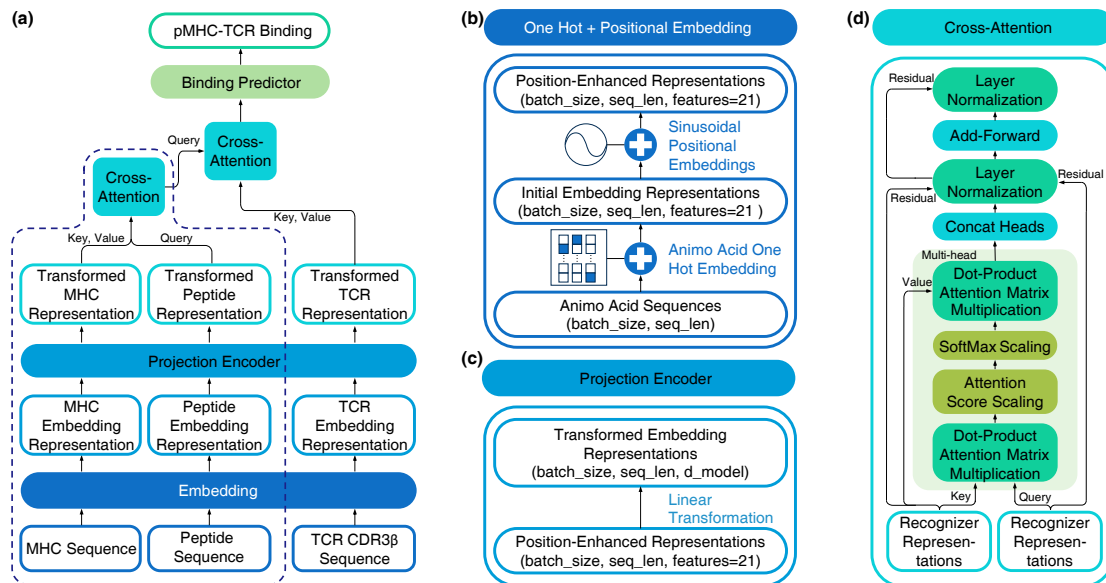 (a)
pMHC-TCR Binding
Binding Predictor
Query
Cross-
Attention
Cross-
Attention
Key, Value
Query
Key, Value
Transformed
MHC
Representation
Transformed
Peptide
Representation
Transformed
TCR
Representation
Projection Encoder
MHC
Embedding
Representation
Peptide
Embedding
Representation
TCR
Embedding
Representation
Embedding
MHC Sequence
Peptide
Sequence
TCR CDR3β
Sequence
(b)
One Hot + Positional Embedding
Position-Enhanced Representations
(batch_size, seq_len, features=21)
Sinusoidal
Positional
Embeddings
Initial Embedding Representations
(batch_size, seq_len, features=21 )
Animo Acid One
Hot Embedding
Animo Acid Sequences
(batch_size, seq_len)
(c)
Projection Encoder
Transformed Embedding
Representations
(batch_size, seq_len, d_model)
Linear
Transformation
Position-Enhanced Representations
(batch_size, seq_len, features=21)
(d)
Cross-Attention
Residual
Layer
Normalization
Add-Forward
Layer
Normalization
Residual
Residual
Concat Heads
Multi-head
Dot-Product
Attention Matrix
Multiplication
Value
SoftMax Scaling
Attention
Score Scaling
Dot-Product
Attention Matrix
Multiplication
Key
Query
Recognizer
Represen-
tations
Recognizer
Represen-
tations